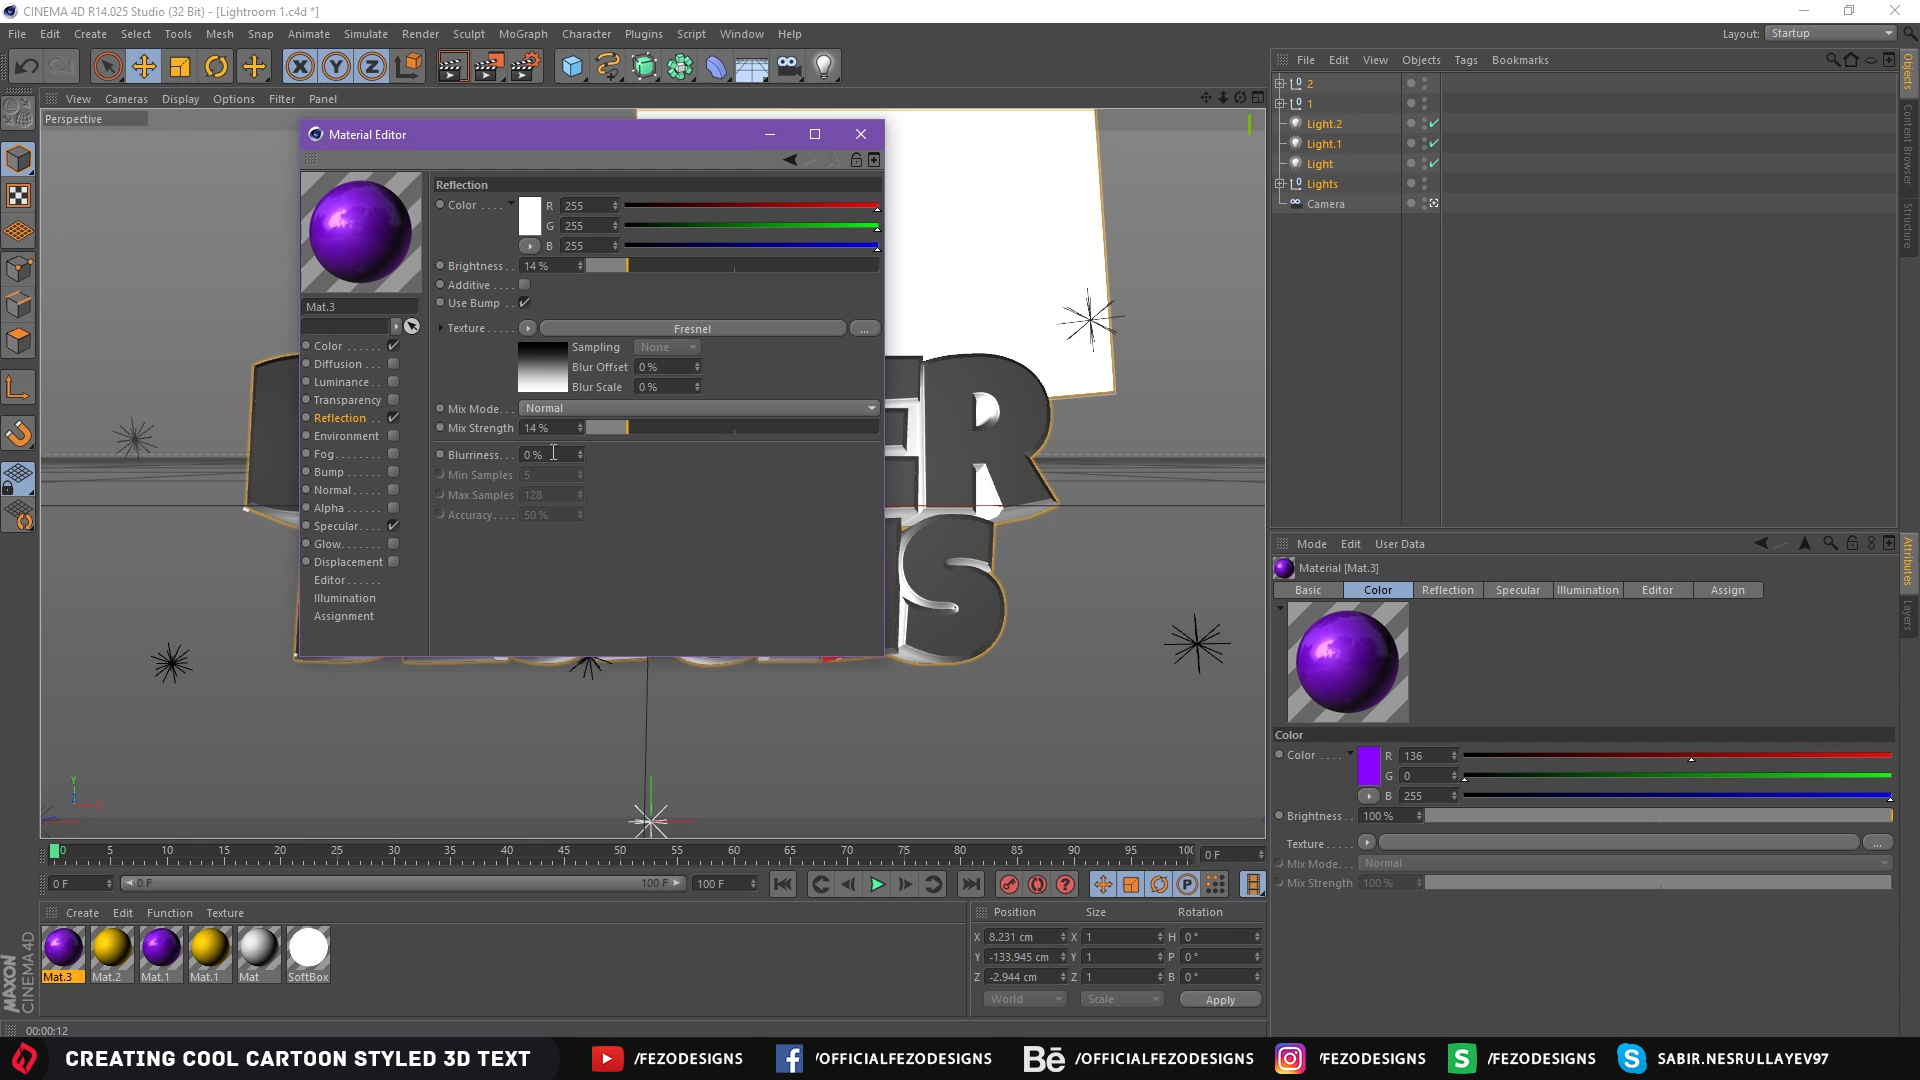 CINEMA 4D R14.025 Studio (32 Bit) - [Lightroom 1.c4d *]
File Edit Create Select Tools Mesh Snap Animate Simulate Render Sculpt MoGraph Character Plugins Script Window Help
Layout: Startup
File Edit View Objects Tags Bookmarks
View Cameras Display Options Filter Panel
Perspective
Material Editor
Mat.3
Color
Diffusion
Luminance
Transparency
Reflection
Environment
Fog
Bump
Normal
Alpha
Specular
Glow
Displacement
Editor
Illumination
Assignment
Reflection
Color R 255
G 255
B 255
Brightness 14 %
Additive
Use Bump
Texture Fresnel ...
Sampling None
Blur Offset 0 %
Blur Scale 0 %
Mix Mode Normal
Mix Strength 14 %
Blurriness 0 %
Min Samples 5
Max Samples 128
Accuracy 50 %
ER
S
2
1
Light.2
Light.1
Light
Lights
Camera
Objects
Content Browser
Structure
Mode Edit User Data
Material [Mat.3]
Basic Color Reflection Specular Illumination Editor Assign
Color
Color R 136
G 0
B 255
Brightness 100 %
Texture ...
Mix Mode Normal
Mix Strength 100 %
Attributes
Layers
Y
0 5 10 15 20 25 30 35 40 45 50 55 60 65 70 75 80 85 90 95 100 0 F
0 F 0 F 100 F 100 F
Create Edit Function Texture
Mat.3 Mat.2 Mat.1 Mat.1 Mat SoftBox
Position Size Rotation
X 8.231 cm X 1 H 0 °
Y -133.945 cm Y 1 P 0 °
Z -2.944 cm Z 1 B 0 °
World Scale Apply
MAXON CINEMA 4D
00:00:12
CREATING COOL CARTOON STYLED 3D TEXT /FEZODESIGNS /OFFICIALFEZODESIGNS Bē /OFFICIALFEZODESIGNS /FEZODESIGNS S /FEZODESIGNS S SABIR.NESRULLAYEV97